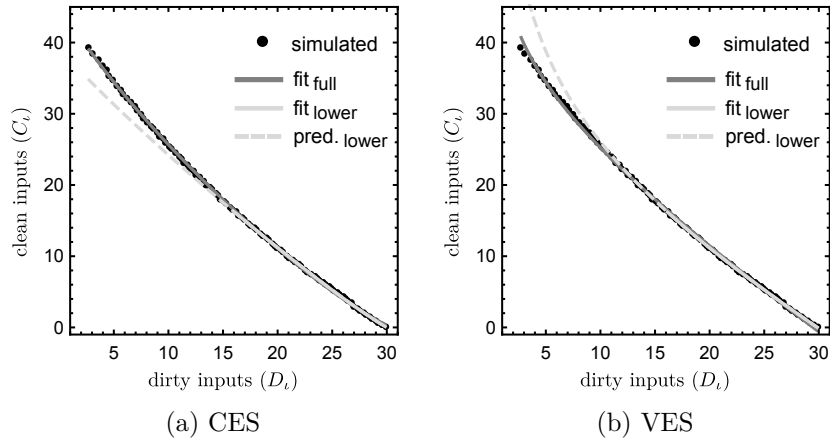 simulated
fit full
fit lower
pred. lower
40
30
20
10
0
5
10
15
20
25
30
clean inputs (Cι)
dirty inputs (Dι)
(a) CES
simulated
fit full
fit lower
pred. lower
40
30
20
10
0
5
10
15
20
25
30
clean inputs (Cι)
dirty inputs (Dι)
(b) VES